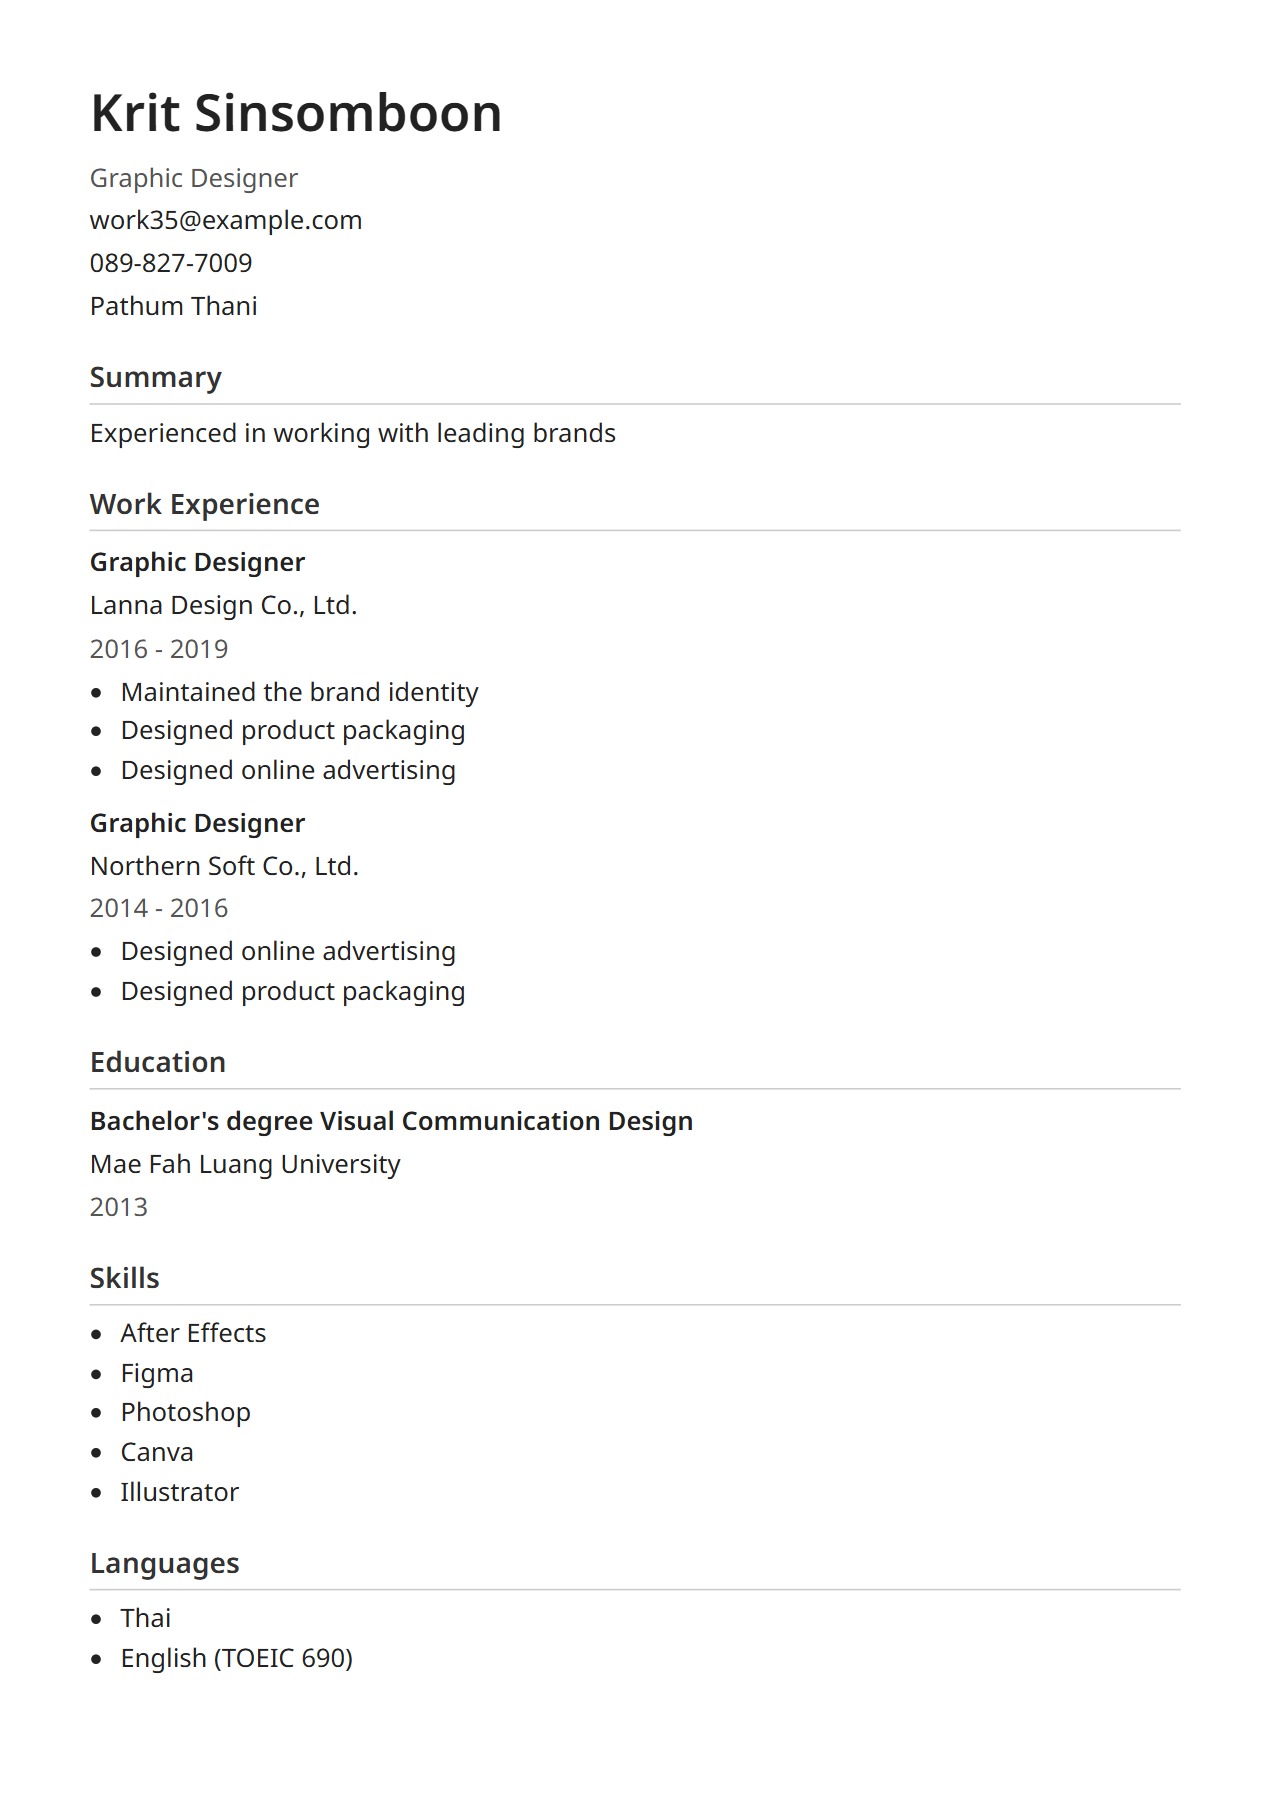 Krit Sinsomboon
Graphic Designer
work35@example.com
089-827-7009
Pathum Thani
Summary
Experienced in working with leading brands
Work Experience
Graphic Designer
Lanna Design Co., Ltd.
2016 - 2019
• Maintained the brand identity
• Designed product packaging
• Designed online advertising
Graphic Designer
Northern Soft Co., Ltd.
2014 - 2016
• Designed online advertising
• Designed product packaging
Education
Bachelor's degree Visual Communication Design
Mae Fah Luang University
2013
Skills
• After Effects
• Figma
• Photoshop
• Canva
• Illustrator
Languages
• Thai
• English (TOEIC 690)